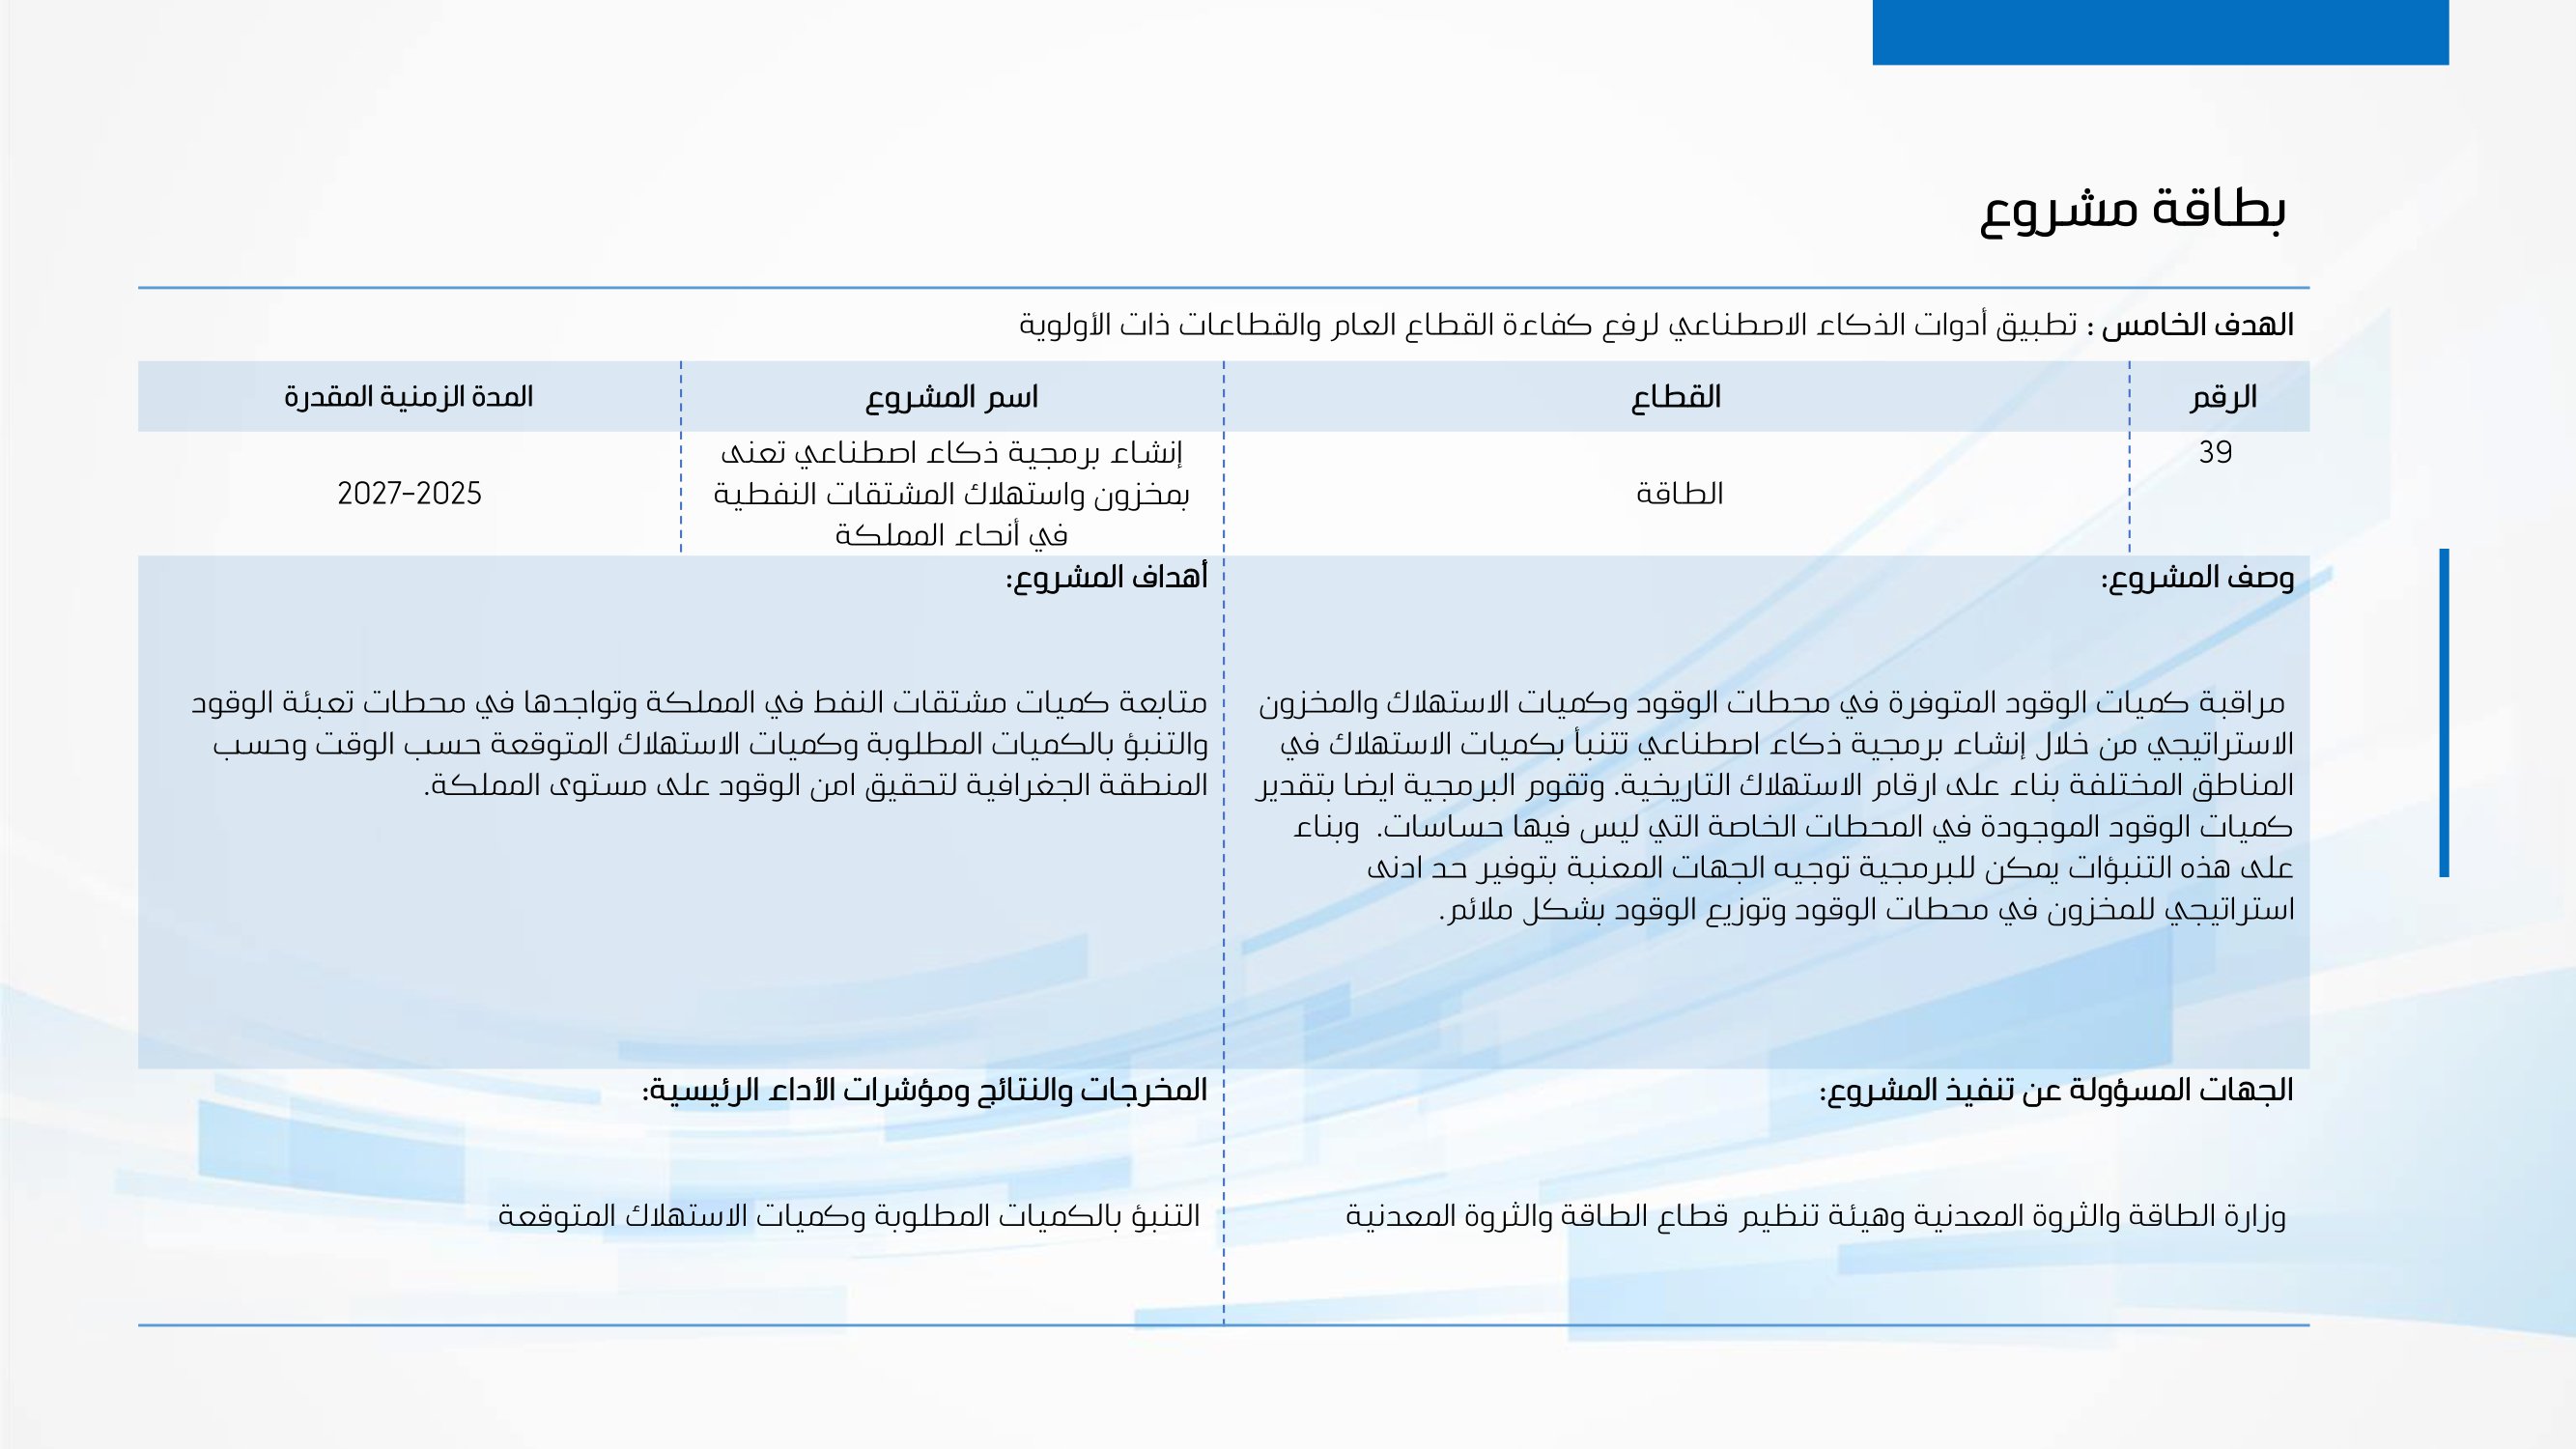 بطاقة مشروع
الهدف الخامس : تطبيق أدوات الذكاء الاصطناعي لرفع كفاءة القطاع العام والقطاعات ذات الأولوية
الرقم
القطاع
اسم المشروع
المدة الزمنية المقدرة
39
الطاقة
إنشاء برمجية ذكاء اصطناعي تعنى
بمخزون واستهلاك المشتقات النفطية
في أنحاء المملكة
2027-2025
وصف المشروع:
مراقبة كميات الوقود المتوفرة في محطات الوقود وكميات الاستهلاك والمخزون
الاستراتيجي من خلال إنشاء برمجية ذكاء اصطناعي تتنبأ بكميات الاستهلاك في
المناطق المختلفة بناء على ارقام الاستهلاك التاريخية. وتقوم البرمجية ايضا بتقدير
كميات الوقود الموجودة في المحطات الخاصة التي ليس فيها حساسات. وبناء
على هذه التنبؤات يمكن للبرمجية توجيه الجهات المعنبة بتوفير حد ادنى
استراتيجي للمخزون في محطات الوقود وتوزيع الوقود بشكل ملائم.
أهداف المشروع:
متابعة كميات مشتقات النفط في المملكة وتواجدها في محطات تعبئة الوقود
والتنبؤ بالكميات المطلوبة وكميات الاستهلاك المتوقعة حسب الوقت وحسب
المنطقة الجغرافية لتحقيق امن الوقود على مستوى المملكة.
الجهات المسؤولة عن تنفيذ المشروع:
وزارة الطاقة والثروة المعدنية وهيئة تنظيم قطاع الطاقة والثروة المعدنية
المخرجات والنتائج ومؤشرات الأداء الرئيسية:
التنبؤ بالكميات المطلوبة وكميات الاستهلاك المتوقعة